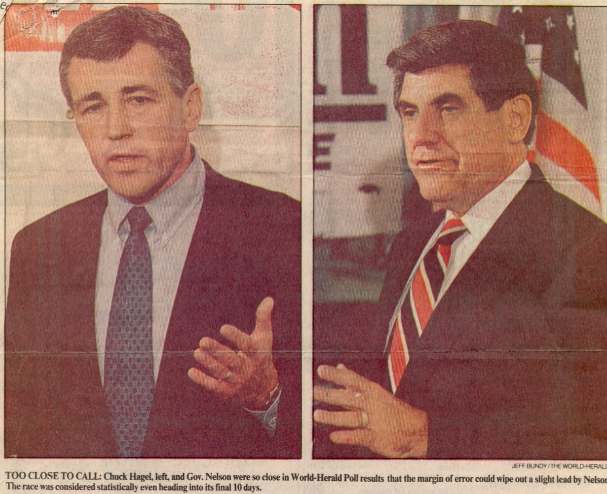 JEFF BUNDY/THE WORLD-HERALD
TOO CLOSE TO CALL: Chuck Hagel, left, and Gov. Nelson were so close in World-Herald Poll results that the margin of error could wipe out a slight lead by Nelson
The race was considered statistically even heading into its final 10 days.